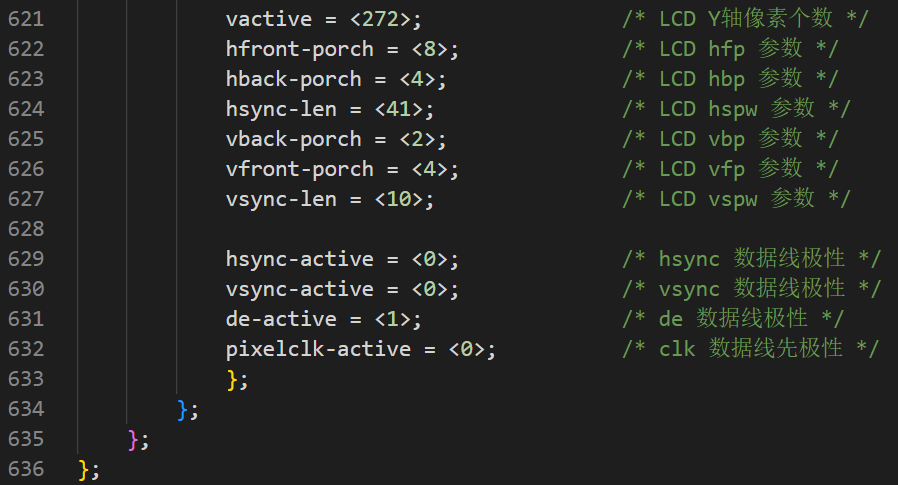 621 vactive = <272>; /* LCD Y轴像素个数 */
622 hfront-porch = <8>; /* LCD hfp 参数 */
623 hback-porch = <4>; /* LCD hbp 参数 */
624 hsync-len = <41>; /* LCD hspw 参数 */
625 vback-porch = <2>; /* LCD vbp 参数 */
626 vfront-porch = <4>; /* LCD vfp 参数 */
627 vsync-len = <10>; /* LCD vspw 参数 */
628
629 hsync-active = <0>; /* hsync 数据线极性 */
630 vsync-active = <0>; /* vsync 数据线极性 */
631 de-active = <1>; /* de 数据线极性 */
632 pixelclk-active = <0>; /* clk 数据线先极性 */
633 };
634 };
635 };
636 };